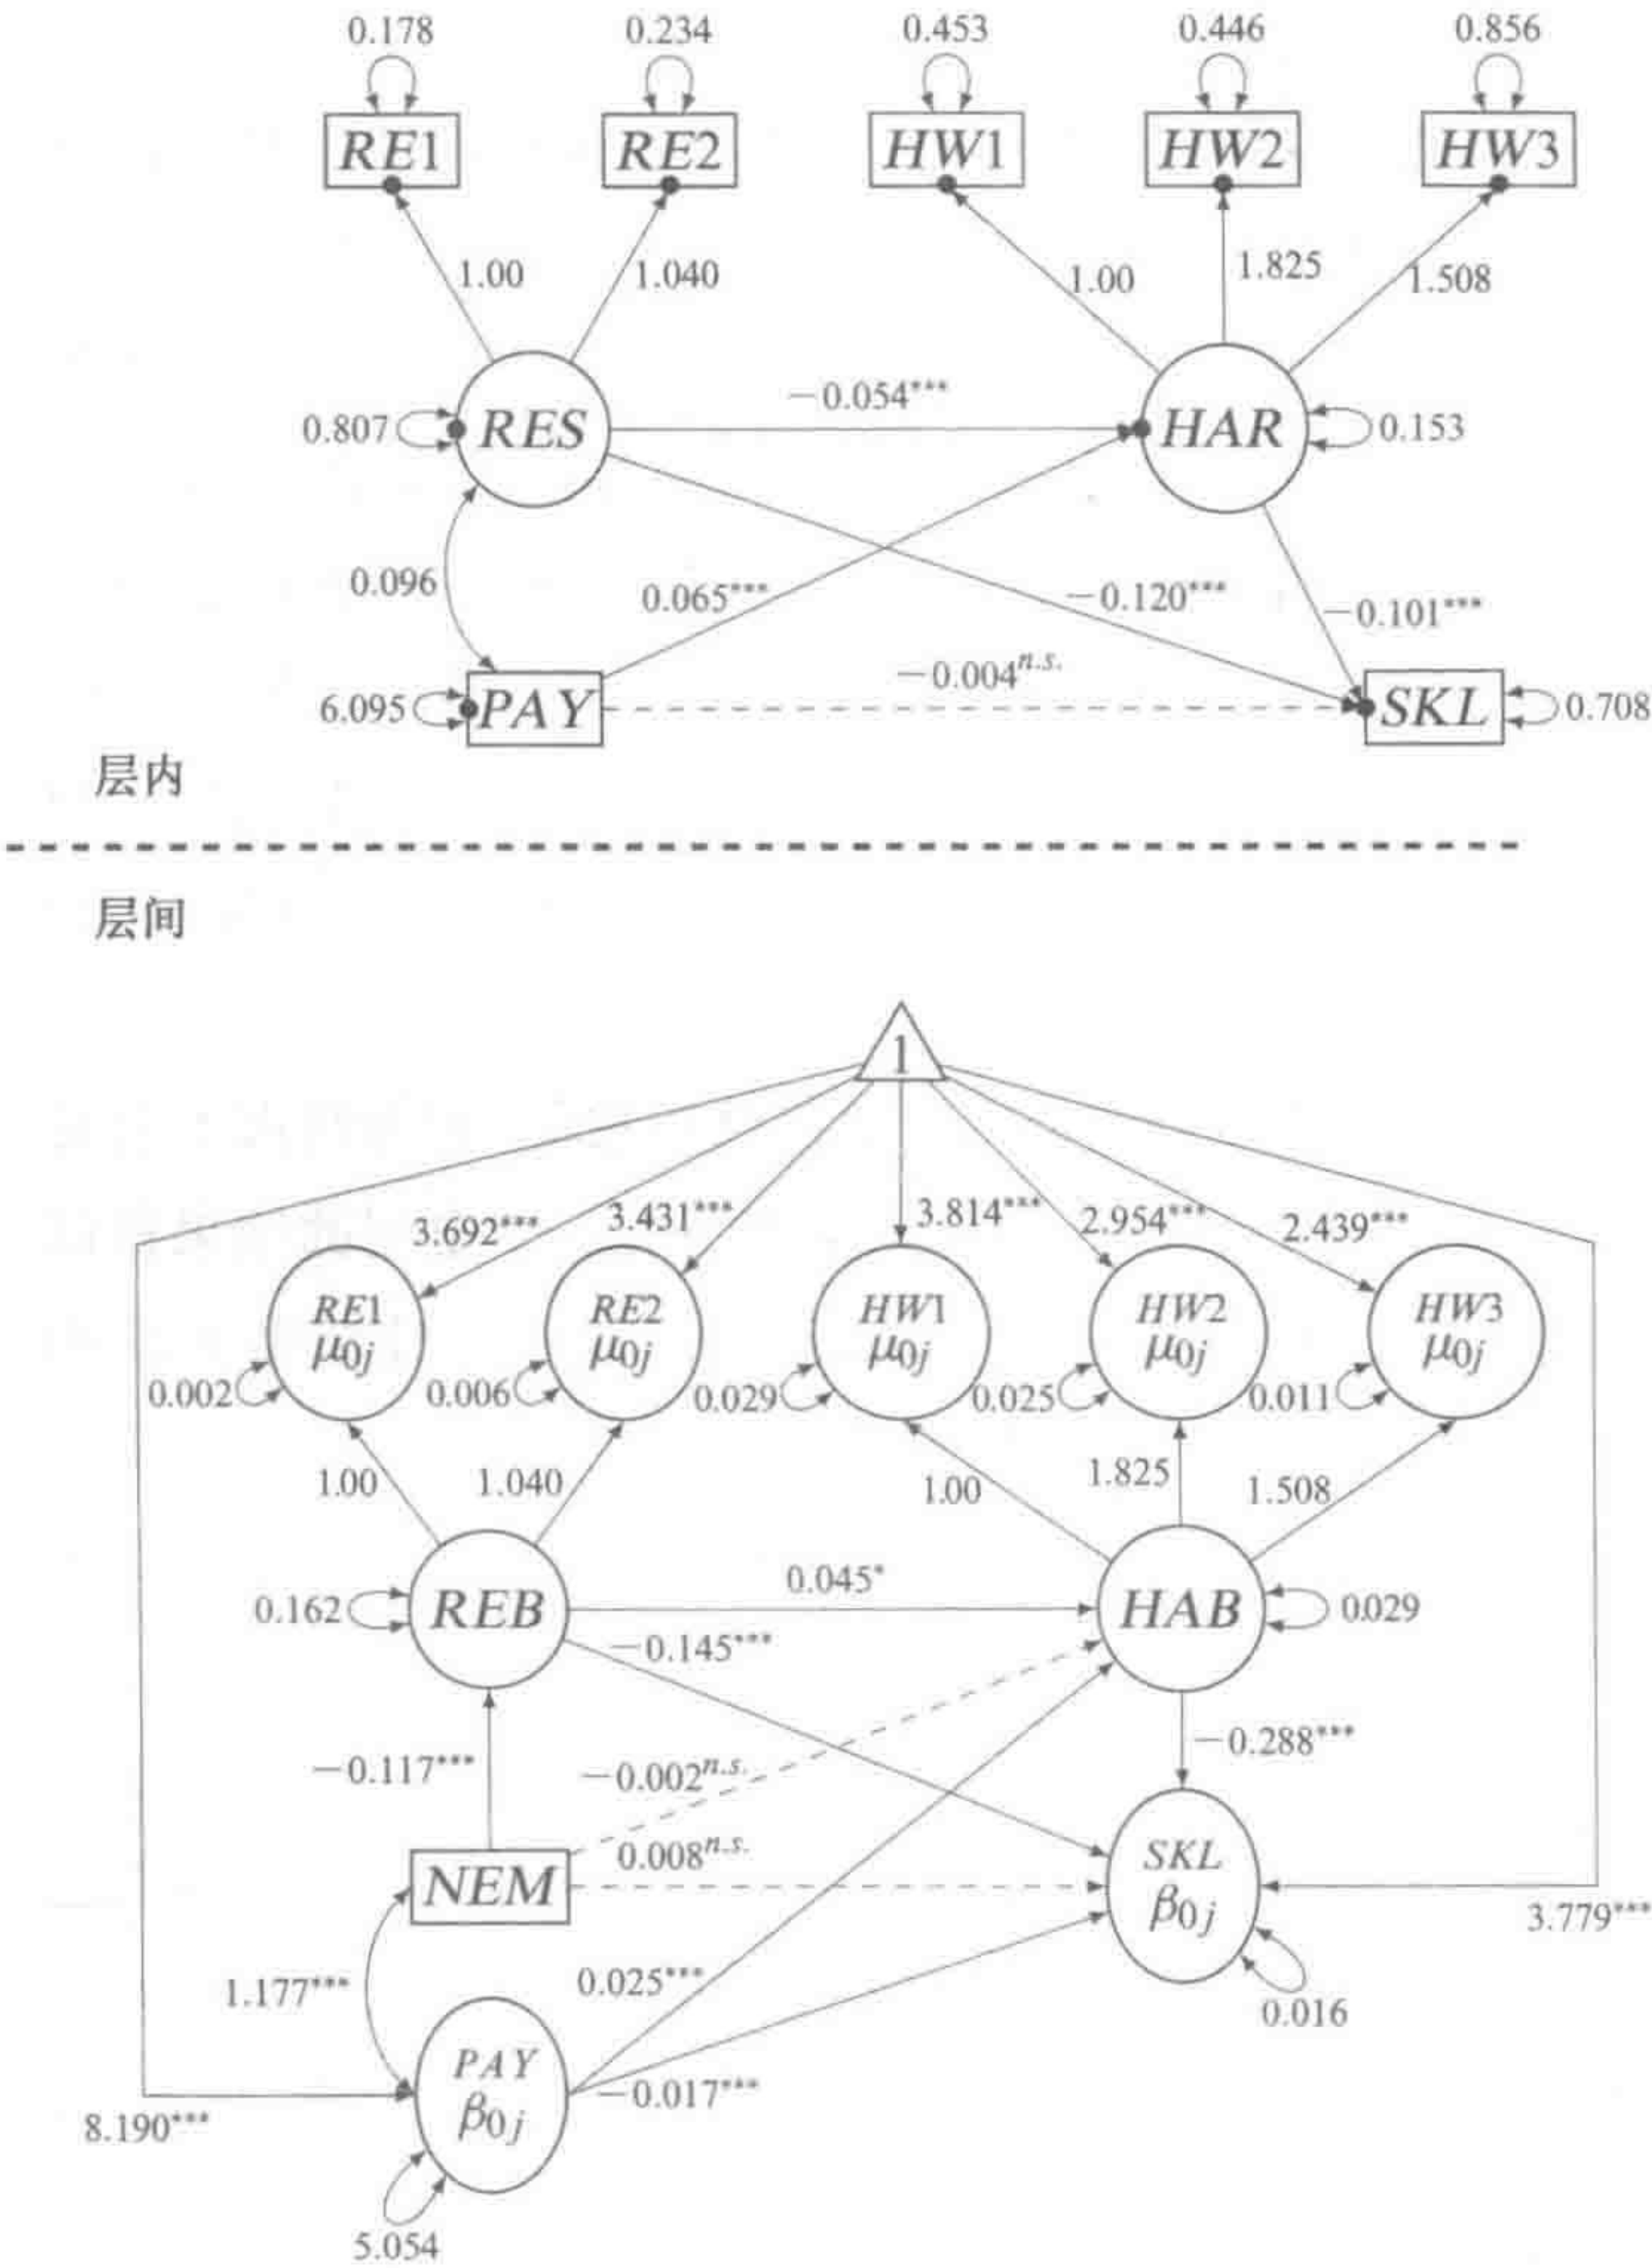 0.178 0.234 0.453 0.446 0.856
RE1 RE2 HW1 HW2 HW3
1.00 1.040 1.00 1.825 1.508
−0.054***
0.807 RES HAR 0.153
0.096 0.065*** −0.120*** −0.101***
−0.004n.s.
6.095 PAY SKL 0.708
层内
层间
1
3.692*** 3.431*** 3.814*** 2.954*** 2.439***
RE1 RE2 HW1 HW2 HW3
μ0j μ0j μ0j μ0j μ0j
0.002 0.006 0.029 0.025 0.011
1.00 1.040 1.00 1.825 1.508
0.045*
0.162 REB HAB 0.029
−0.145***
−0.117*** −0.002n.s. −0.288***
0.008n.s.
NEM SKL
β0j
3.779***
1.177*** 0.025***
0.016
PAY
β0j −0.017***
8.190***
5.054